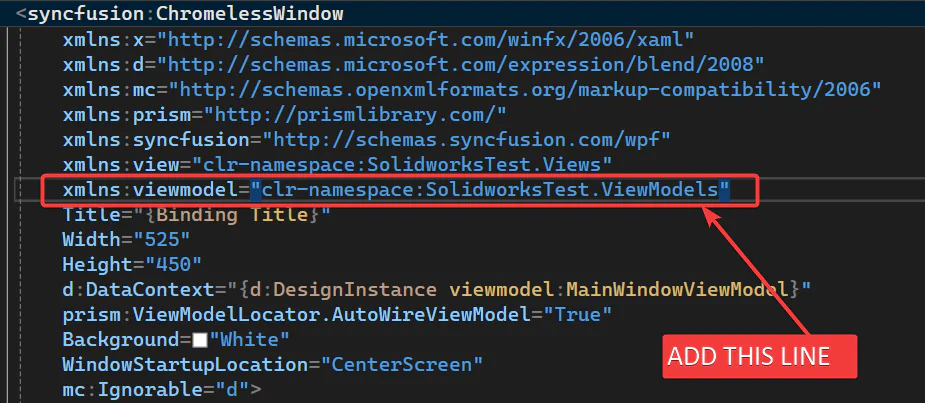 <syncfusion:ChromelessWindow
xmlns:x="http://schemas.microsoft.com/winfx/2006/xaml"
xmlns:d="http://schemas.microsoft.com/expression/blend/2008"
xmlns:mc="http://schemas.openxmlformats.org/markup-compatibility/2006"
xmlns:prism="http://prismlibrary.com/"
xmlns:syncfusion="http://schemas.syncfusion.com/wpf"
xmlns:view="clr-namespace:SolidworksTest.Views"
xmlns:viewmodel="clr-namespace:SolidworksTest.ViewModels"
Title="{Binding Title}"
Width="525"
Height="450"
d:DataContext="{d:DesignInstance viewmodel:MainWindowViewModel}"
prism:ViewModelLocator.AutoWireViewModel="True"
Background="White"
WindowStartupLocation="CenterScreen"
mc:Ignorable="d">
ADD THIS LINE